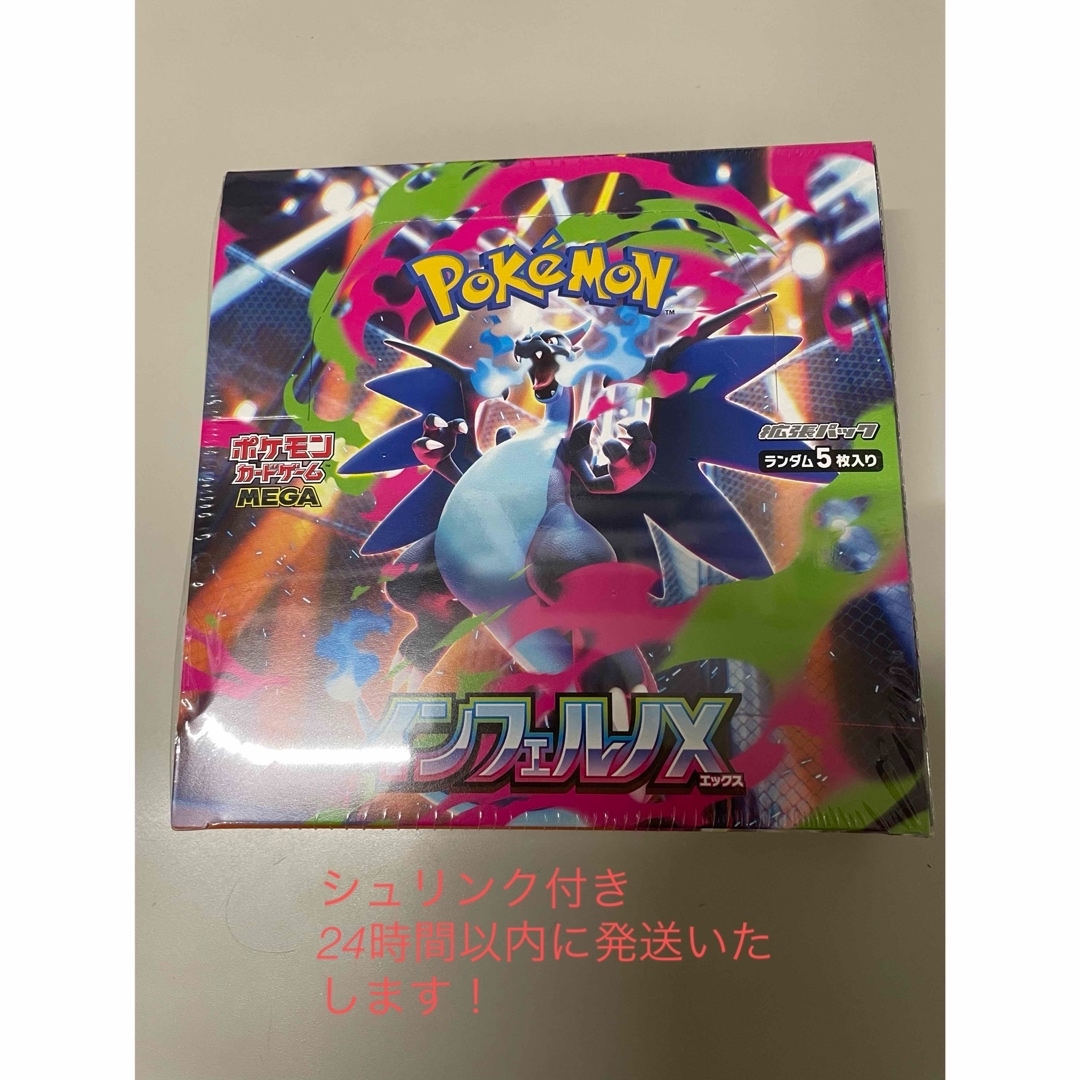 POKéMON
TM
拡張パック
ランダム5枚入り
ポケモン
カードゲーム
MEGA
インフェルノX
エックス
シュリンク付き
24時間以内に発送いた
します！